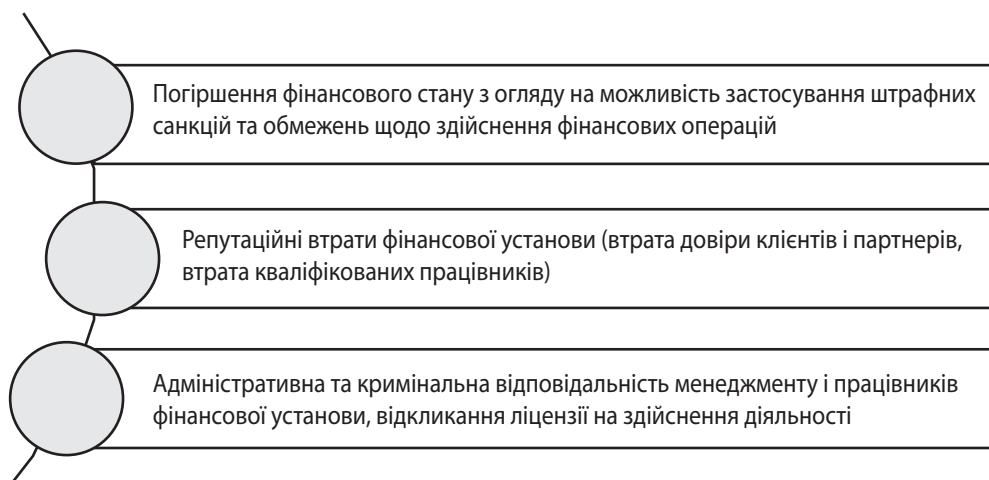 Погіршення фінансового стану з огляду на можливість застосування штрафних
санкцій та обмежень щодо здійснення фінансових операцій
Репутаційні втрати фінансової установи (втрата довіри клієнтів і партнерів,
втрата кваліфікованих працівників)
Адміністративна та кримінальна відповідальність менеджменту і працівників
фінансової установи, відкликання ліцензії на здійснення діяльності